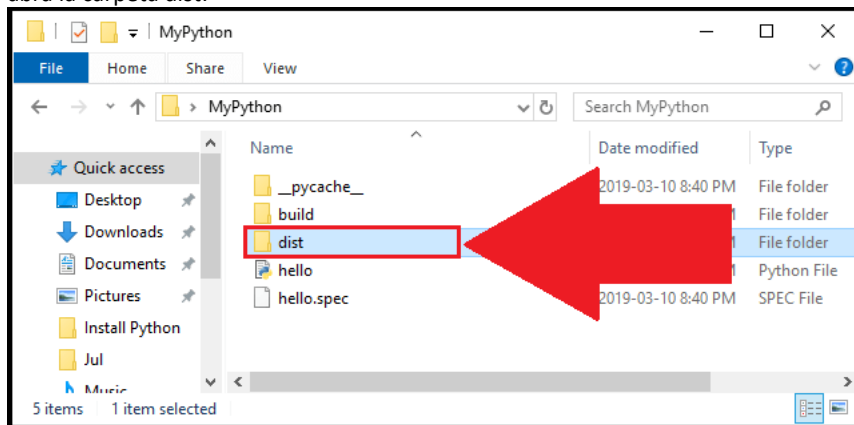 MyPython
File Home Share View
MyPython
Search MyPython
Name Date modified Type
Quick access
__pycache__ 2019-03-10 8:40 PM File folder
Desktop
build File folder
Downloads
dist File folder
Documents
hello Python File
Pictures
hello.spec 2019-03-10 8:40 PM SPEC File
Install Python
Jul
Music
5 items 1 item selected